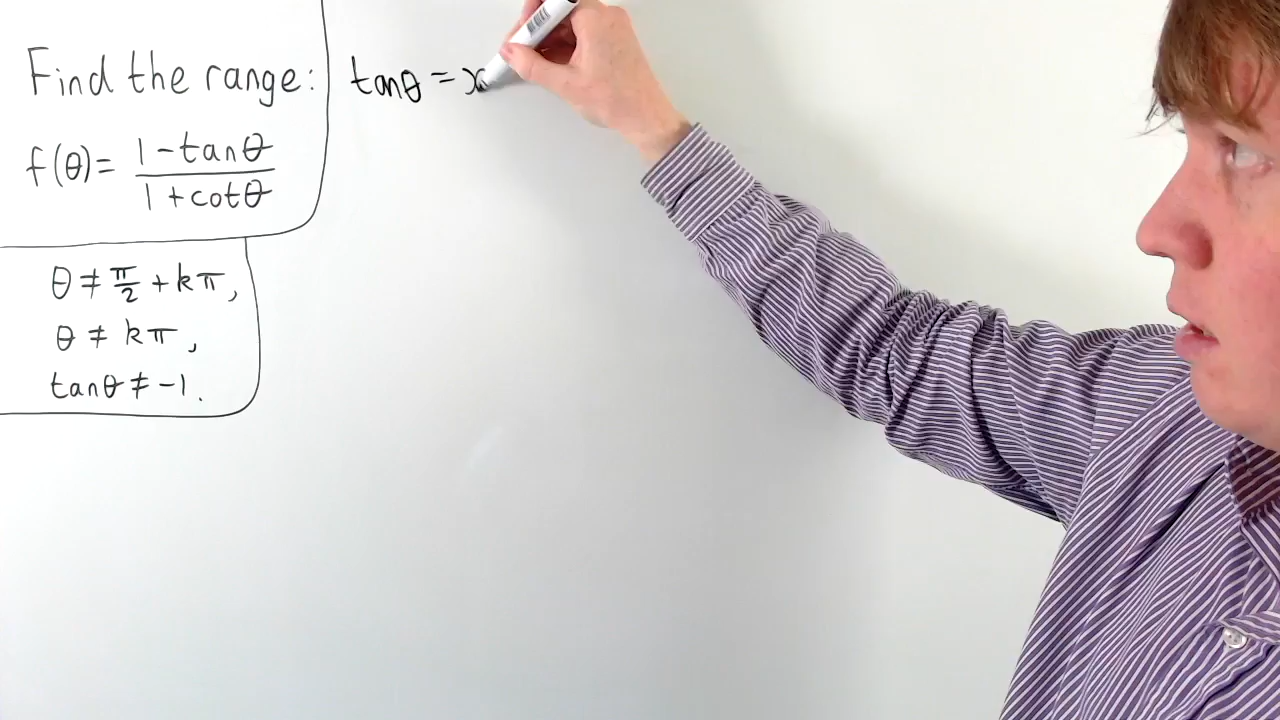 Find the range:
f(θ)= (1-tanθ)/(1+cotθ)
θ ≠ π/2 + kπ,
θ ≠ kπ,
tanθ ≠ -1.
tanθ = x